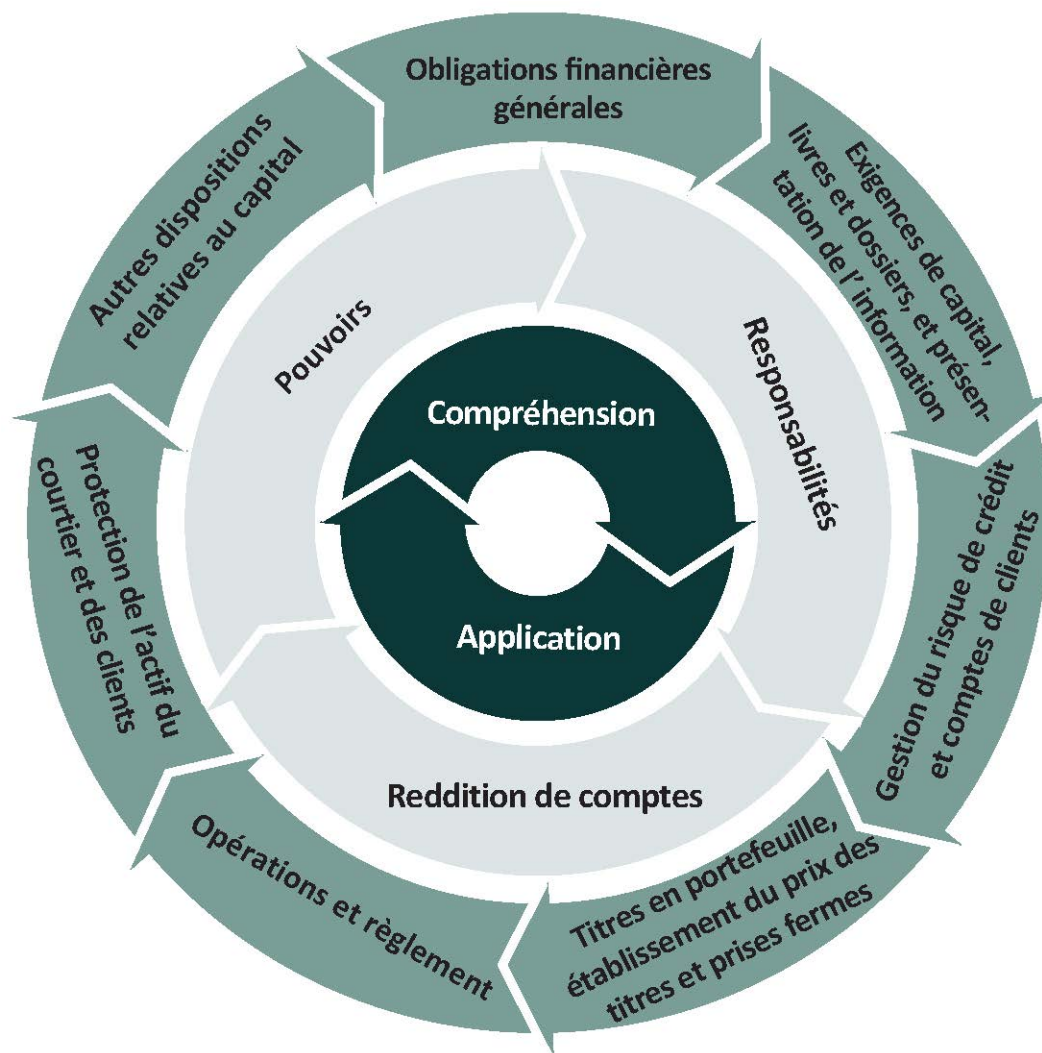 Obligations financières
générales
Exigences de capital,
livres et dossiers, et présen-
tation de l’ information
Gestion du risque de crédit
et comptes de clients
Titres en portefeuille,
établissement du prix des
titres et prises fermes
Opérations et règlement
Protection de l’actif du
courtier et des clients
Autres dispositions
relatives au capital
Pouvoirs
Responsabilités
Reddition de comptes
Compréhension
Application